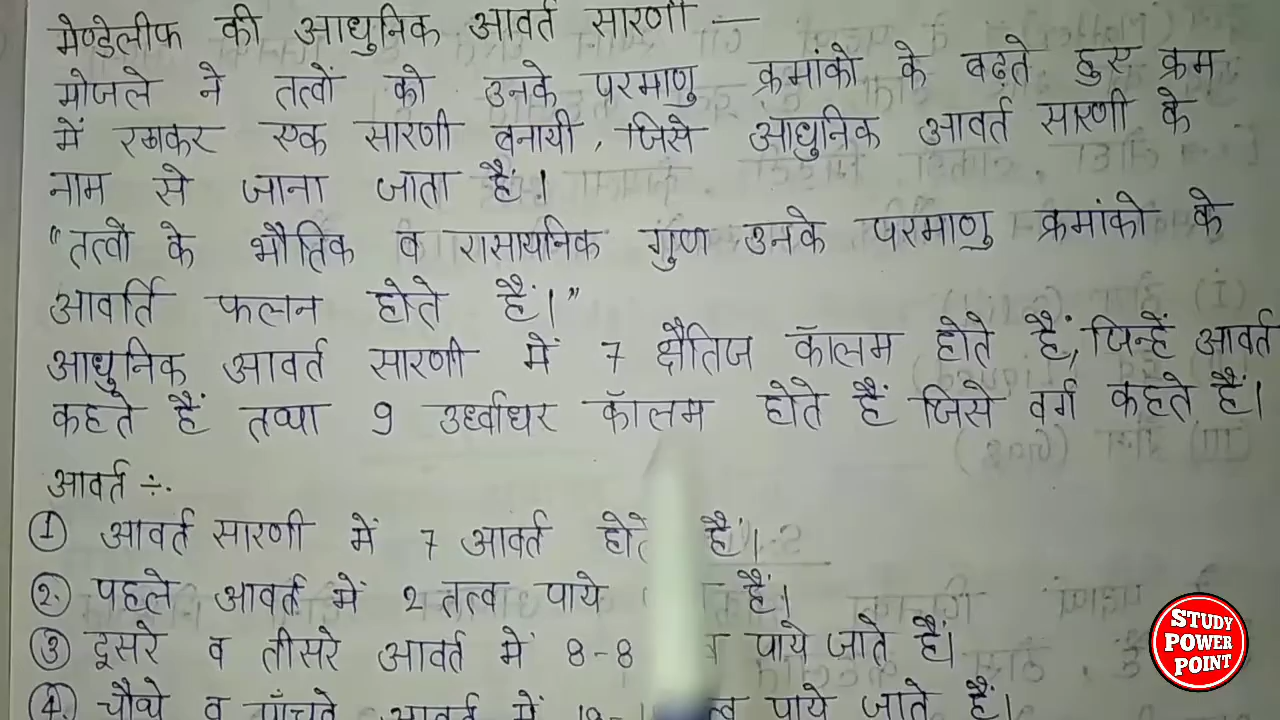 मेण्डेलीफ की आधुनिक आवर्त सारणी —
मोजले ने तत्वों को उनके परमाणु क्रमांको के बढ़ते हुए क्रम
में रखकर एक सारणी बनायी, जिसे आधुनिक आवर्त सारणी के
नाम से जाना जाता हैं।
"तत्वों के भौतिक व रासायनिक गुण उनके परमाणु क्रमांको के
आवर्ति फलन होते हैं।"
आधुनिक आवर्त सारणी में 7 क्षैतिज कॉलम होते हैं, जिन्हें आवर्त
कहते हैं तथा 9 उर्ध्वाधर कॉलम होते हैं जिसे वर्ग कहते हैं।
आवर्त ÷.
① आवर्त सारणी में 7 आवर्त होते हैं।
②. पहले आवर्त में 2 तत्व पाये हैं।
③ दूसरे व तीसरे आवर्त में 8-8 पाये जाते हैं।
④. चौथे व पाँचवे आवर्त में पाये जाते हैं।
STUDY
POWER
POINT